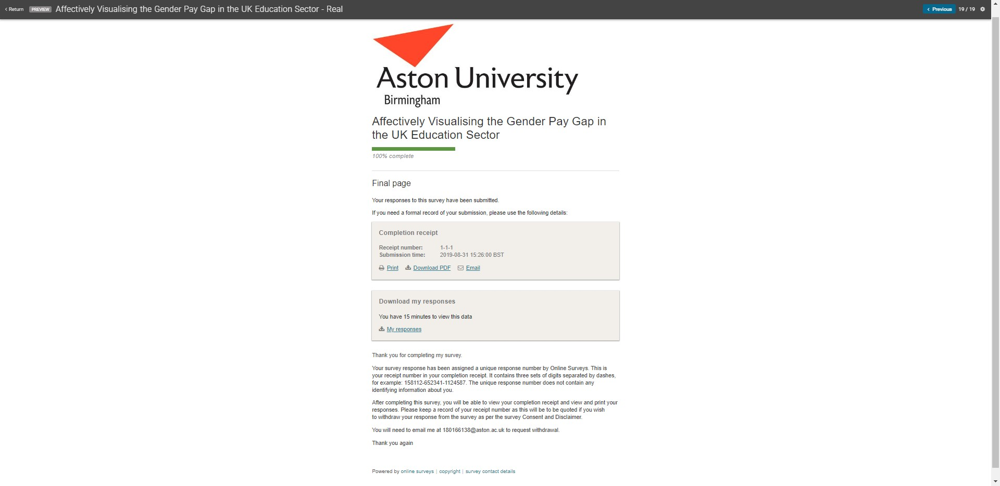 Return PREVIEW Affectively Visualising the Gender Pay Gap in the UK Education Sector - Real Previous 19 / 19
Aston University
Birmingham
Affectively Visualising the Gender Pay Gap in
the UK Education Sector
100% complete
Final page
Your responses to this survey have been submitted.
If you need a formal record of your submission, please use the following details:
Completion receipt
Receipt number: 1-1-1
Submission time: 2019-08-31 15:26:00 BST
Print Download PDF Email
Download my responses
You have 15 minutes to view this data
My responses
Thank you for completing my survey.
Your survey response has been assigned a unique response number by Online Surveys. This is
your receipt number in your completion receipt. It contains three sets of digits separated by dashes,
for example: 158112-652341-1124587. The unique response number does not contain any
identifying information about you.
After completing this survey, you will be able to view your completion receipt and view and print your
responses. Please keep a record of your receipt number as this will be to be quoted if you wish
to withdraw your response from the survey as per the survey Consent and Disclaimer.
You will need to email me at 180166138@aston.ac.uk to request withdrawal.
Thank you again
Powered by online surveys | copyright | survey contact details